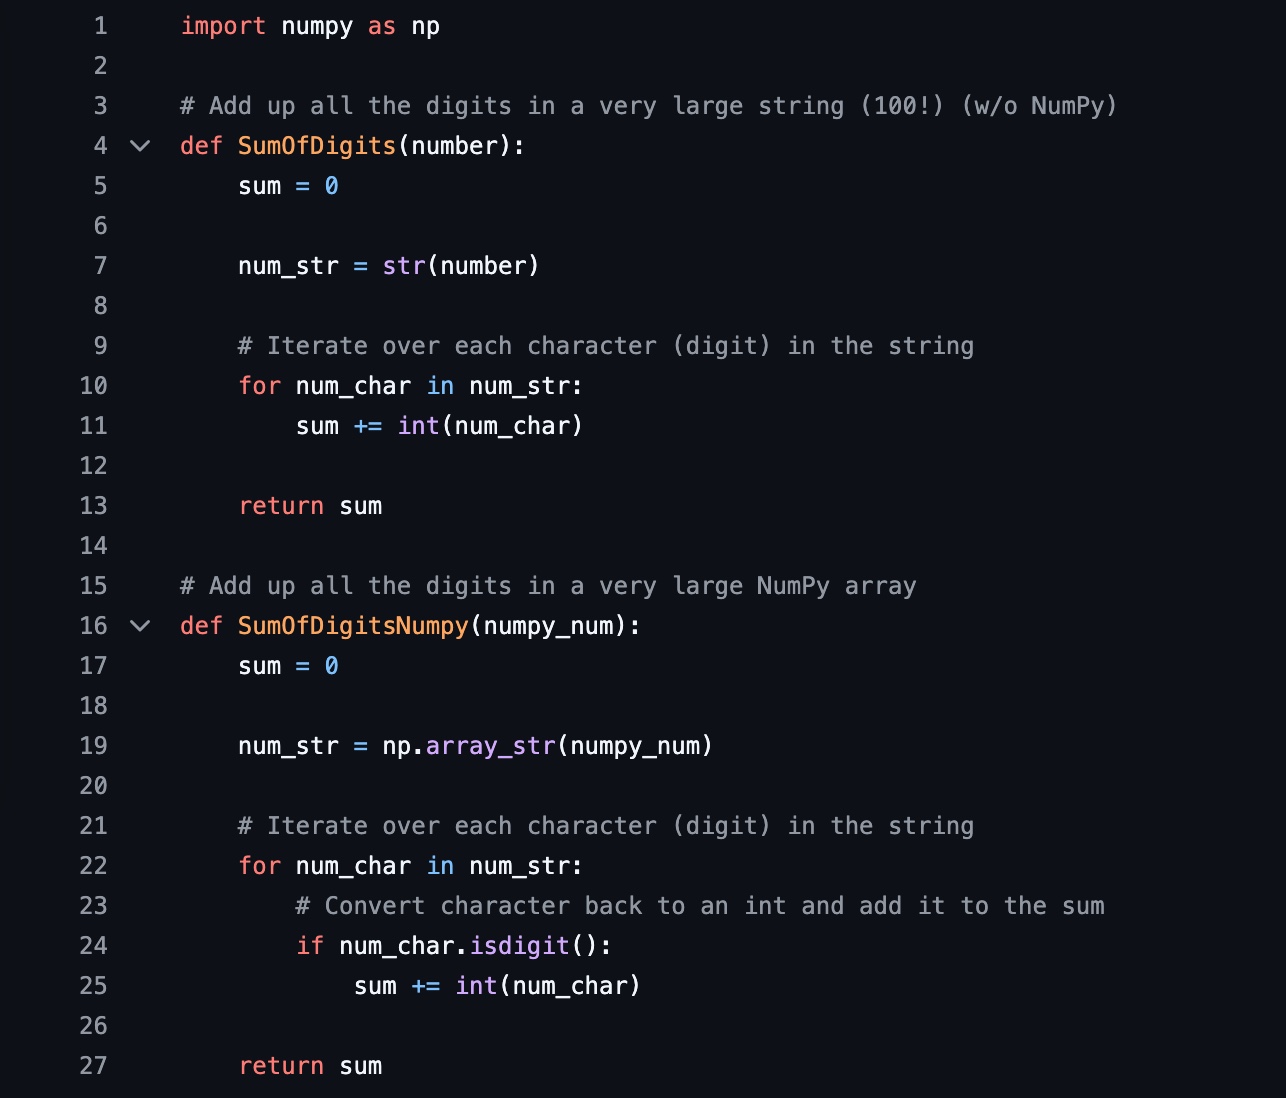 1 import numpy as np
2
3 # Add up all the digits in a very large string (100!) (w/o NumPy)
4 def SumOfDigits(number):
5     sum = 0
6
7     num_str = str(number)
8
9     # Iterate over each character (digit) in the string
10     for num_char in num_str:
11         sum += int(num_char)
12
13     return sum
14
15 # Add up all the digits in a very large NumPy array
16 def SumOfDigitsNumpy(numpy_num):
17     sum = 0
18
19     num_str = np.array_str(numpy_num)
20
21     # Iterate over each character (digit) in the string
22     for num_char in num_str:
23         # Convert character back to an int and add it to the sum
24         if num_char.isdigit():
25             sum += int(num_char)
26
27     return sum